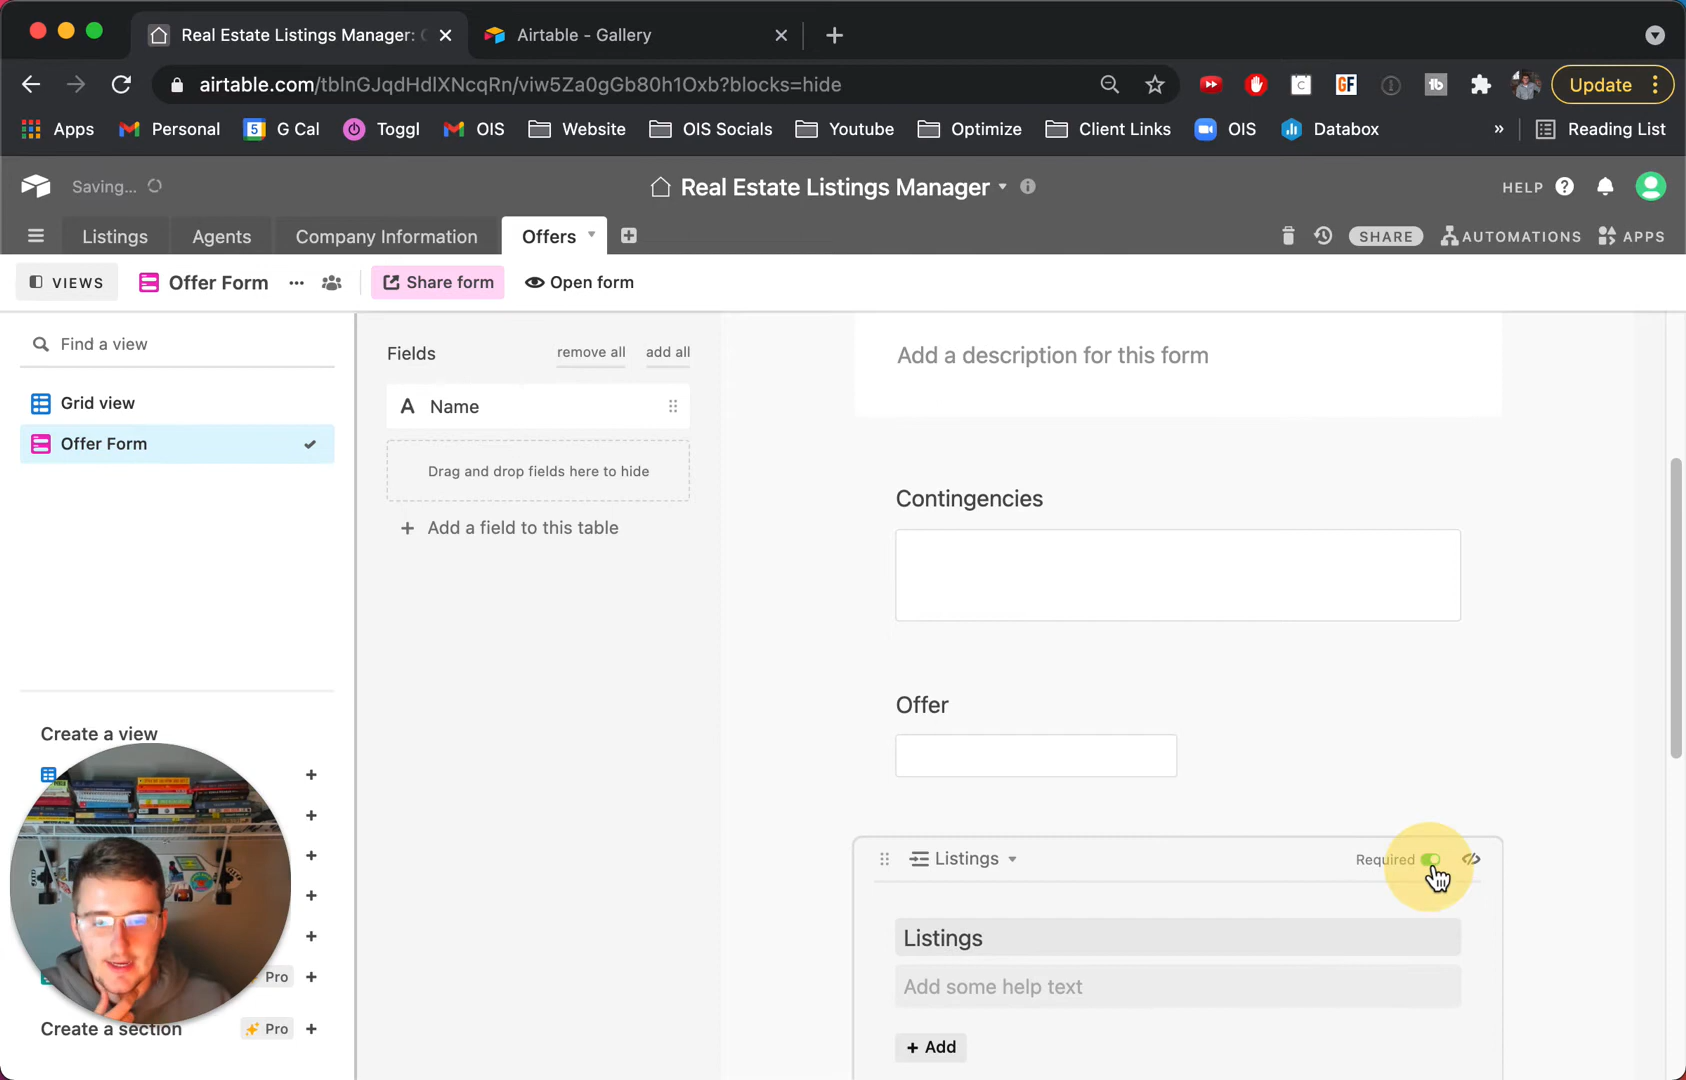 Real Estate Listings Manager:
Airtable - Gallery
airtable.com/tblnGJqdHdlXNcqRn/viw5Za0gGb80h1Oxb?blocks=hide
Update
Apps
Personal
5
G Cal
Toggl
OIS
Website
OIS Socials
Youtube
Optimize
Client Links
OIS
Databox
»
Reading List
Saving...
Real Estate Listings Manager
HELP
Listings
Agents
Company Information
Offers
SHARE
AUTOMATIONS
APPS
VIEWS
Offer Form
Share form
Open form
Find a view
Grid view
Offer Form
Create a view
Pro
Create a section
Pro
Fields
remove all
add all
A Name
Drag and drop fields here to hide
+ Add a field to this table
Add a description for this form
Contingencies
Offer
Listings
Required
Listings
Add some help text
+ Add